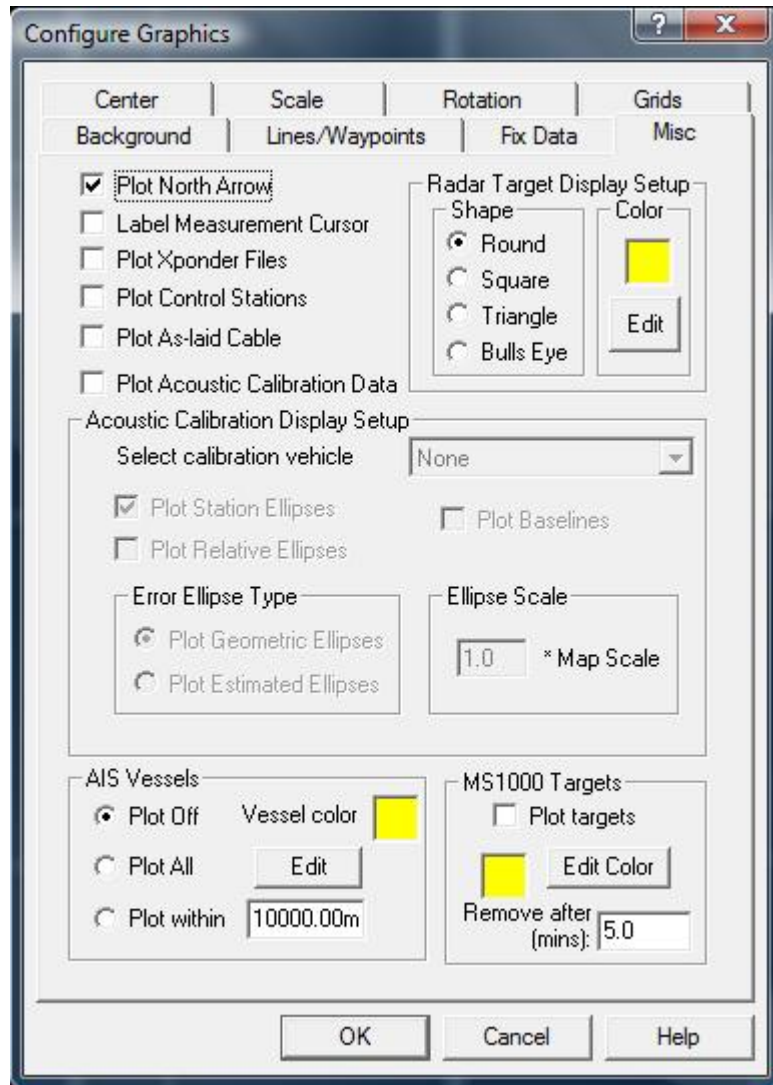 Configure Graphics
?
X
Center Scale Rotation Grids
Background Lines/Waypoints Fix Data Misc
Plot North Arrow
Label Measurement Cursor
Plot Xponder Files
Plot Control Stations
Plot As-laid Cable
Plot Acoustic Calibration Data
Radar Target Display Setup
Shape
Round
Square
Triangle
Bulls Eye
Color
Edit
Acoustic Calibration Display Setup
Select calibration vehicle None
Plot Station Ellipses
Plot Relative Ellipses
Plot Baselines
Error Ellipse Type
Plot Geometric Ellipses
Plot Estimated Ellipses
Ellipse Scale
1.0 * Map Scale
AIS Vessels
Plot Off Vessel color
Plot All Edit
Plot within 10000.00m
MS1000 Targets
Plot targets
Edit Color
Remove after
(mins): 5.0
OK Cancel Help